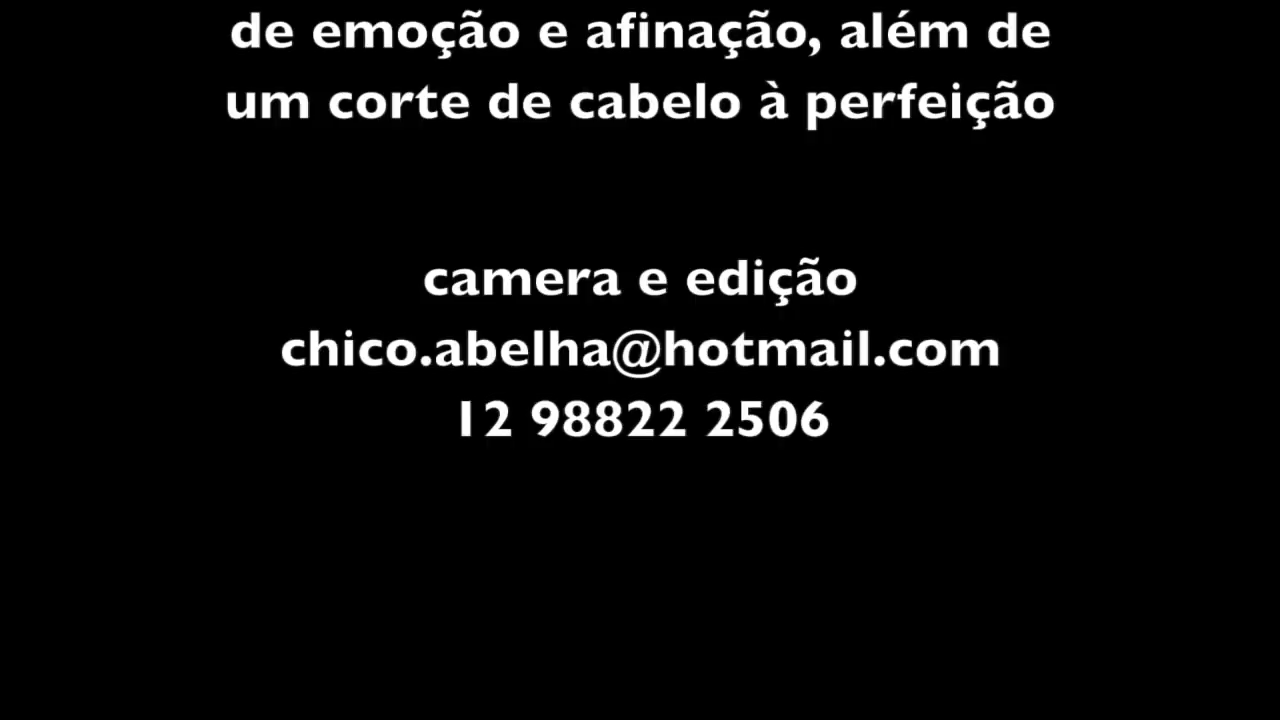 de emoção e afinação, além de
um corte de cabelo à perfeição
camera e edição
chico.abelha@hotmail.com
12 98822 2506